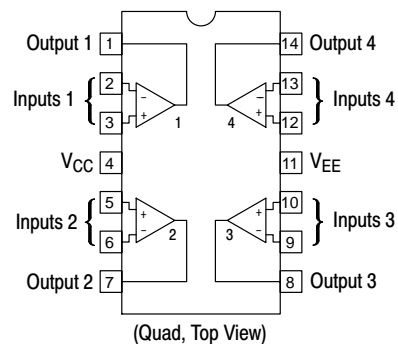 Output 1 1 14 Output 4
Inputs 1 { 2 − − 13 } Inputs 4
3 + + 12
1 4
VCC 4 11 VEE
Inputs 2 { 5 + + 10 } Inputs 3
6 − − 9
2 3
Output 2 7 8 Output 3
(Quad, Top View)